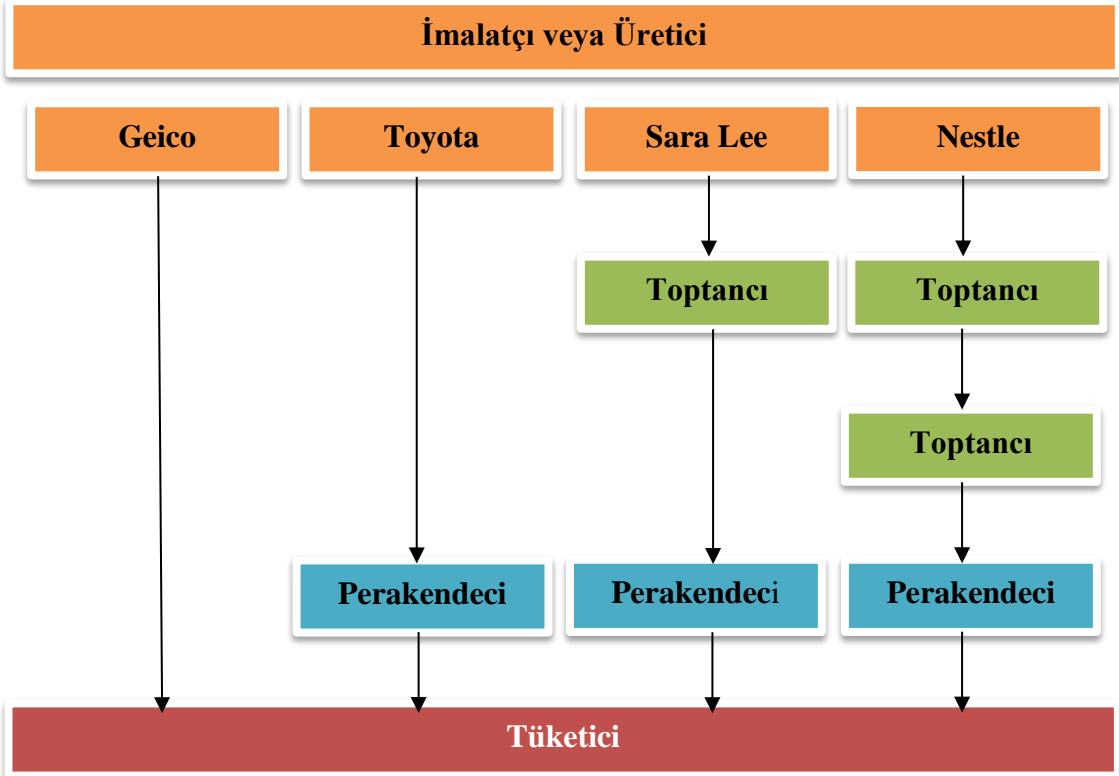 İmalatçı veya Üretici
Geico
Toyota
Sara Lee
Nestle
Toptancı
Toptancı
Toptancı
Perakendeci
Perakendeci
Perakendeci
Tüketici